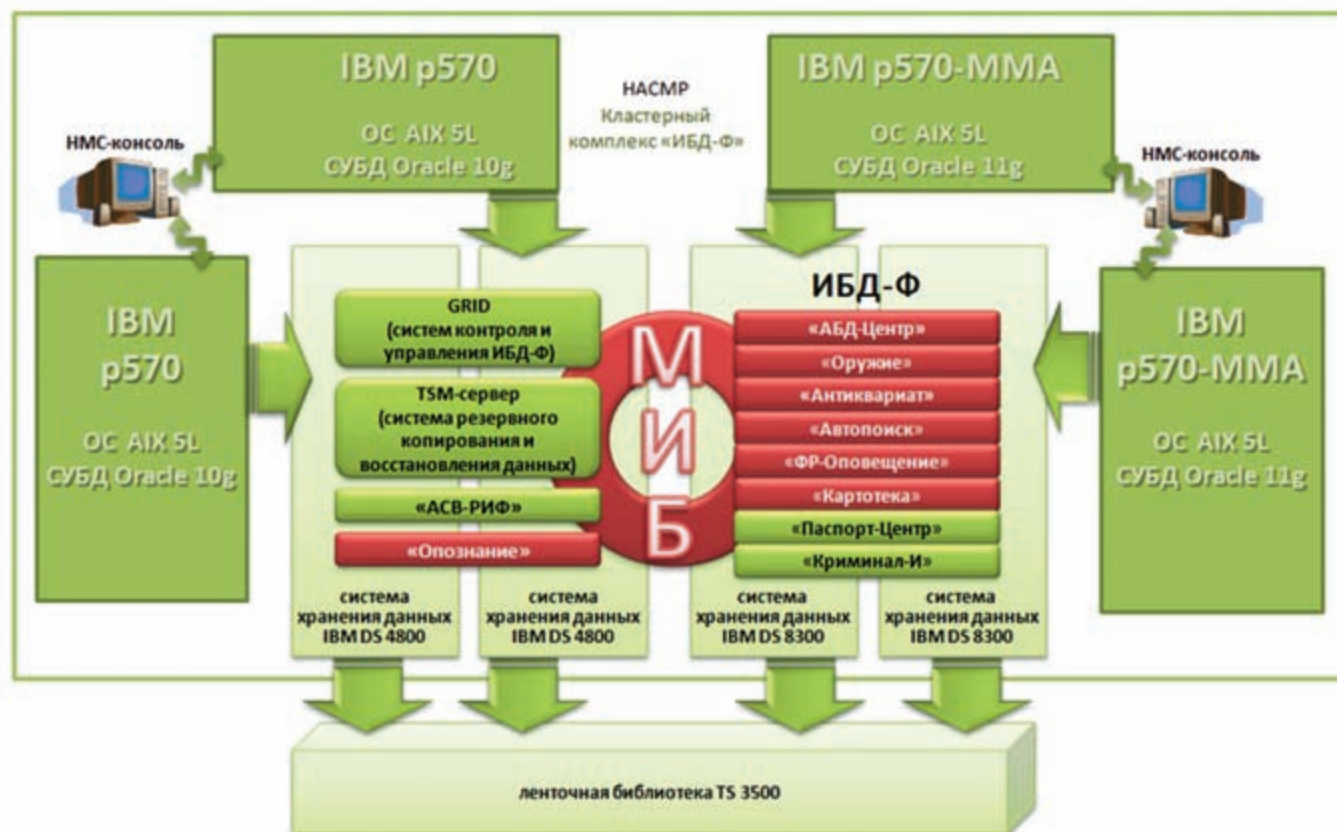 IBM p570
ОС AIX 5L
СУБД Oracle 10g
HACMP
Кластерный
комплекс «ИБД-Ф»
IBM p570-MMA
ОС AIX 5L
СУБД Oracle 11g
НМС-консоль
НМС-консоль
IBM
p570
ОС AIX 5L
СУБД Oracle 10g
GRID
(систем контроля и
управления ИБД-Ф)
TSM-сервер
(система резервного
копирования и
восстановления данных)
«АСВ-РИФ»
«Опознание»
М
И
Б
ИБД-Ф
«АБД-Центр»
«Оружие»
«Антиквариат»
«Автопоиск»
«ФР-Оповещение»
«Картотека»
«Паспорт-Центр»
«Криминал-И»
IBM
p570-MMA
ОС AIX 5L
СУБД Oracle 11g
система
хранения данных
IBM DS 4800
система
хранения данных
IBM DS 4800
система
хранения данных
IBM DS 8300
система
хранения данных
IBM DS 8300
ленточная библиотека TS 3500